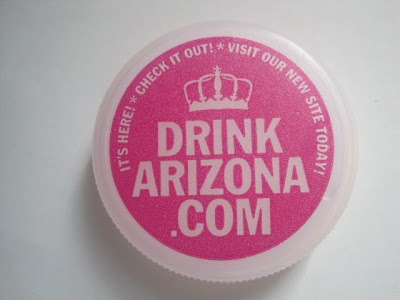 IT'S HERE! * CHECK IT OUT! * VISIT OUR NEW SITE TODAY!
DRINK
ARIZONA
.COM